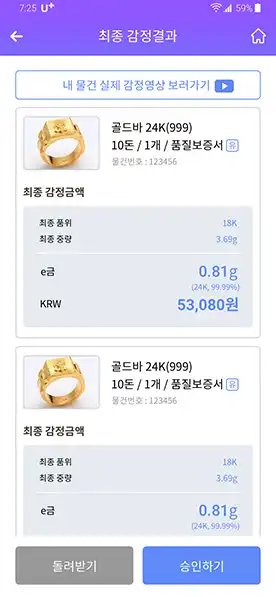 7:25 U+ 59%
최종 감정결과
내 물건 실제 감정영상 보러가기
골드바 24K(999)
10돈 / 1개 / 품질보증서 유
물건번호 : 123456
최종 감정금액
최종 품위 18K
최종 중량 3.69g
e금 0.81g
(24K, 99.99%)
KRW 53,080원
골드바 24K(999)
10돈 / 1개 / 품질보증서 유
물건번호 : 123456
최종 감정금액
최종 품위 18K
최종 중량 3.69g
e금 0.81g
(24K, 99.99%)
돌려받기 승인하기